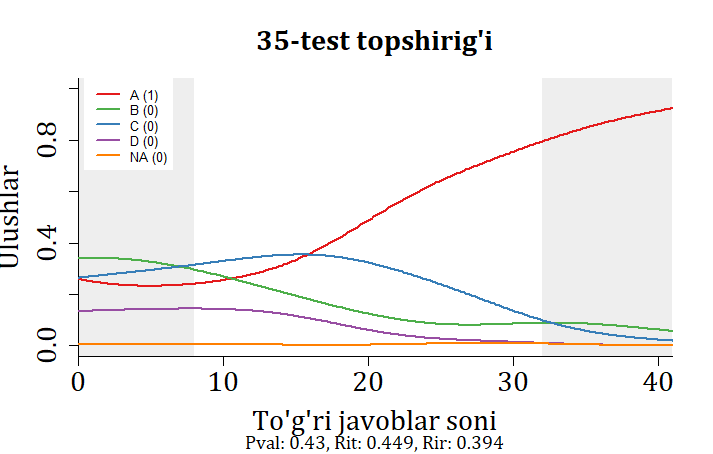 35-test topshirig'i
A (1)
B (0)
C (0)
D (0)
NA (0)
Ulushlar
0.0
0.4
0.8
0
10
20
30
40
To'g'ri javoblar soni
Pval: 0.43, Rit: 0.449, Rir: 0.394